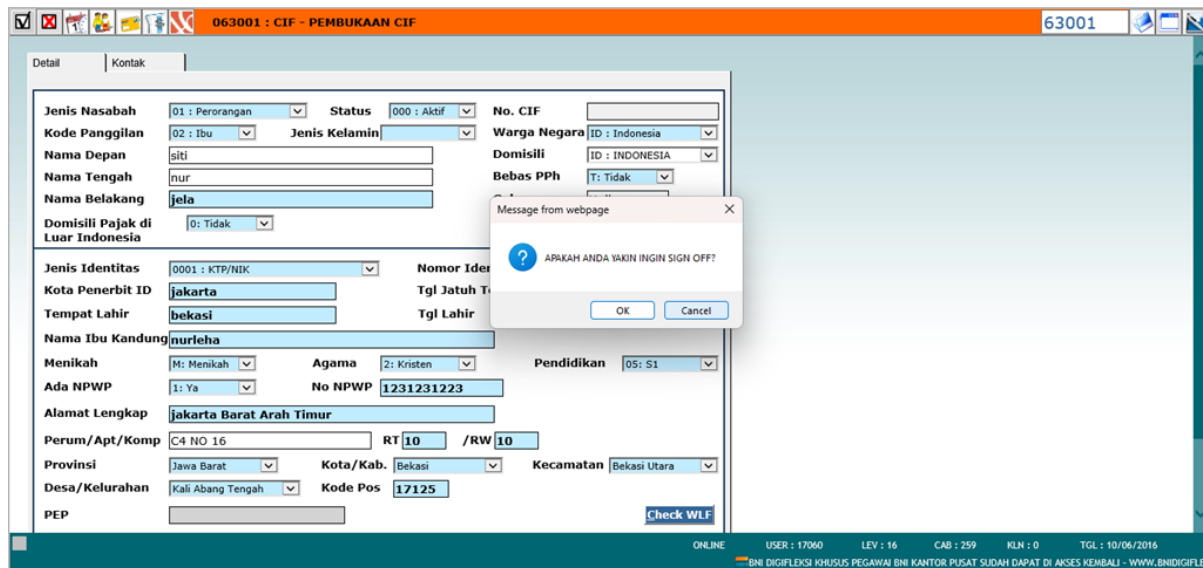 063001 : CIF - PEMBUKAAN CIF 63001
Detail Kontak
Jenis Nasabah 01 : Perorangan Status 000 : Aktif No. CIF
Kode Panggilan 02 : Ibu Jenis Kelamin Warga Negara ID : Indonesia
Nama Depan siti Domisili ID : INDONESIA
Nama Tengah nur Bebas PPh T: Tidak
Nama Belakang jela
Message from webpage
Domisili Pajak di Luar Indonesia 0: Tidak
APAKAH ANDA YAKIN INGIN SIGN OFF?
OK Cancel
Jenis Identitas 0001 : KTP/NIK Nomor Iden
Kota Penerbit ID jakarta Tgl Jatuh T
Tempat Lahir bekasi Tgl Lahir
Nama Ibu Kandung nurleha
Menikah M: Menikah Agama 2: Kristen Pendidikan 05: S1
Ada NPWP 1: Ya No NPWP 1231231223
Alamat Lengkap jakarta Barat Arah Timur
Perum/Apt/Komp C4 NO 16 RT 10 /RW 10
Provinsi Jawa Barat Kota/Kab. Bekasi Kecamatan Bekasi Utara
Desa/Kelurahan Kali Abang Tengah Kode Pos 17125
PEP Check WLF
ONLINE USER : 17060 LEV : 16 CAB : 259 KLN : 0 TGL : 10/06/2016
BNI DIGIFLEKSI KHUSUS PEGAWAI BNI KANTOR PUSAT SUDAH DAPAT DI AKSES KEMBALI - WWW.BNIDIGIFLE